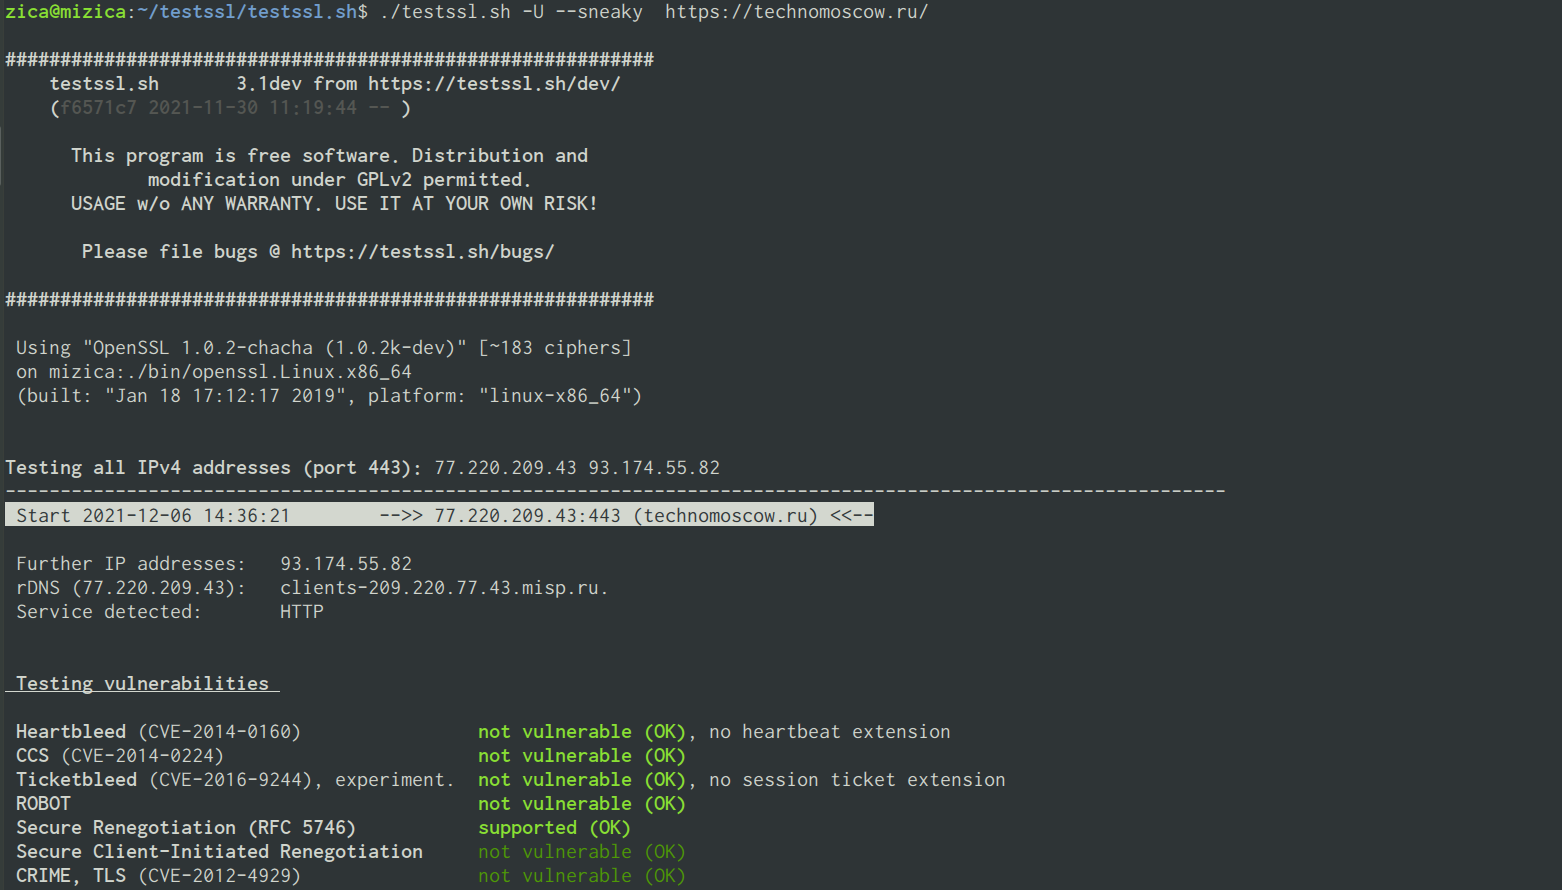 zica@mizica:~/testssl/testssl.sh$ ./testssl.sh -U --sneaky  https://technomoscow.ru/
###########################################################
testssl.sh       3.1dev from https://testssl.sh/dev/
(f6571c7 2021-11-30 11:19:44 -- )
This program is free software. Distribution and
modification under GPLv2 permitted.
USAGE w/o ANY WARRANTY. USE IT AT YOUR OWN RISK!
Please file bugs @ https://testssl.sh/bugs/
###########################################################
Using "OpenSSL 1.0.2-chacha (1.0.2k-dev)" [~183 ciphers]
on mizica:./bin/openssl.Linux.x86_64
(built: "Jan 18 17:12:17 2019", platform: "linux-x86_64")
Testing all IPv4 addresses (port 443): 77.220.209.43 93.174.55.82
---------------------------------------------------------------------------------------------------------------
Start 2021-12-06 14:36:21        -->> 77.220.209.43:443 (technomoscow.ru) <<--
Further IP addresses:   93.174.55.82
rDNS (77.220.209.43):   clients-209.220.77.43.misp.ru.
Service detected:       HTTP
Testing vulnerabilities
Heartbleed (CVE-2014-0160)                not vulnerable (OK), no heartbeat extension
CCS (CVE-2014-0224)                       not vulnerable (OK)
Ticketbleed (CVE-2016-9244), experiment.  not vulnerable (OK), no session ticket extension
ROBOT                                     not vulnerable (OK)
Secure Renegotiation (RFC 5746)           supported (OK)
Secure Client-Initiated Renegotiation     not vulnerable (OK)
CRIME, TLS (CVE-2012-4929)                not vulnerable (OK)